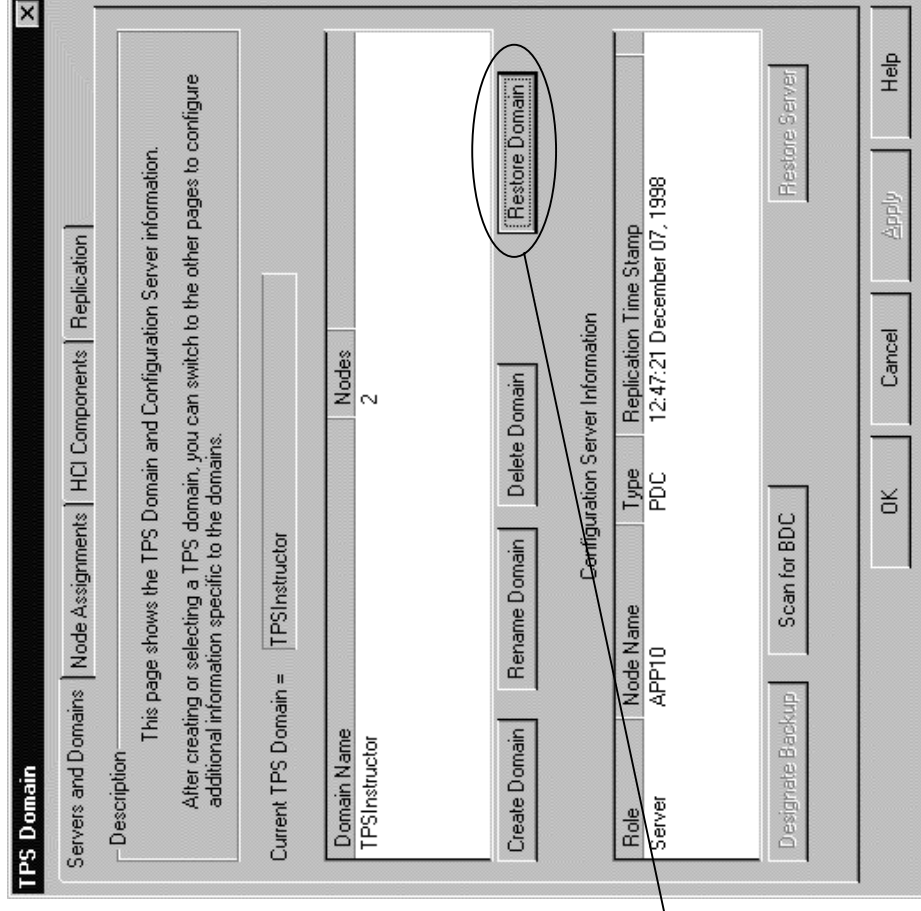 TPS Domain
Servers and Domains Node Assignments HCI Components Replication
Description
This page shows the TPS Domain and Configuration Server information.
After creating or selecting a TPS domain, you can switch to the other pages to configure
additional information specific to the domains.
Current TPS Domain = TPSInstructor
Domain Name Nodes
TPSInstructor 2
Create Domain Rename Domain Delete Domain Restore Domain
Configuration Server Information
Role Node Name Type Replication Time Stamp
Server APP10 PDC 12:47:21 December 07, 1998
Designate Backup Scan for BDC Restore Server
OK Cancel Apply Help